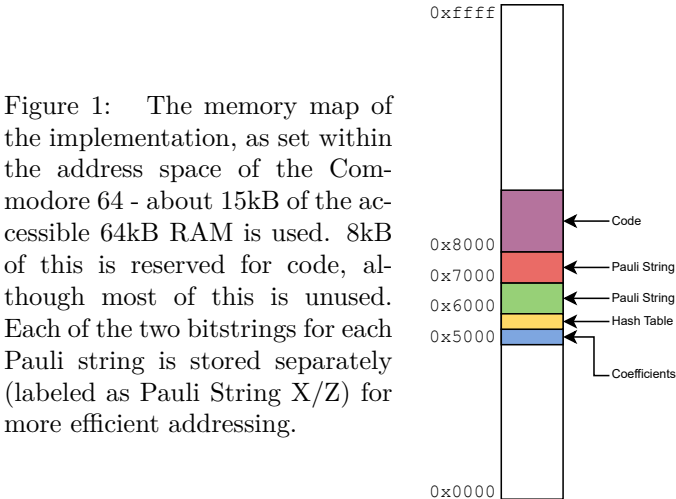 Figure 1: The memory map of
the implementation, as set within
the address space of the Com-
modore 64 - about 15kB of the ac-
cessible 64kB RAM is used. 8kB
of this is reserved for code, al-
though most of this is unused.
Each of the two bitstrings for each
Pauli string is stored separately
(labeled as Pauli String X/Z) for
more efficient addressing.
0xffff
Code
0x8000
Pauli String
0x7000
Pauli String
0x6000
Hash Table
0x5000
Coefficients
0x0000